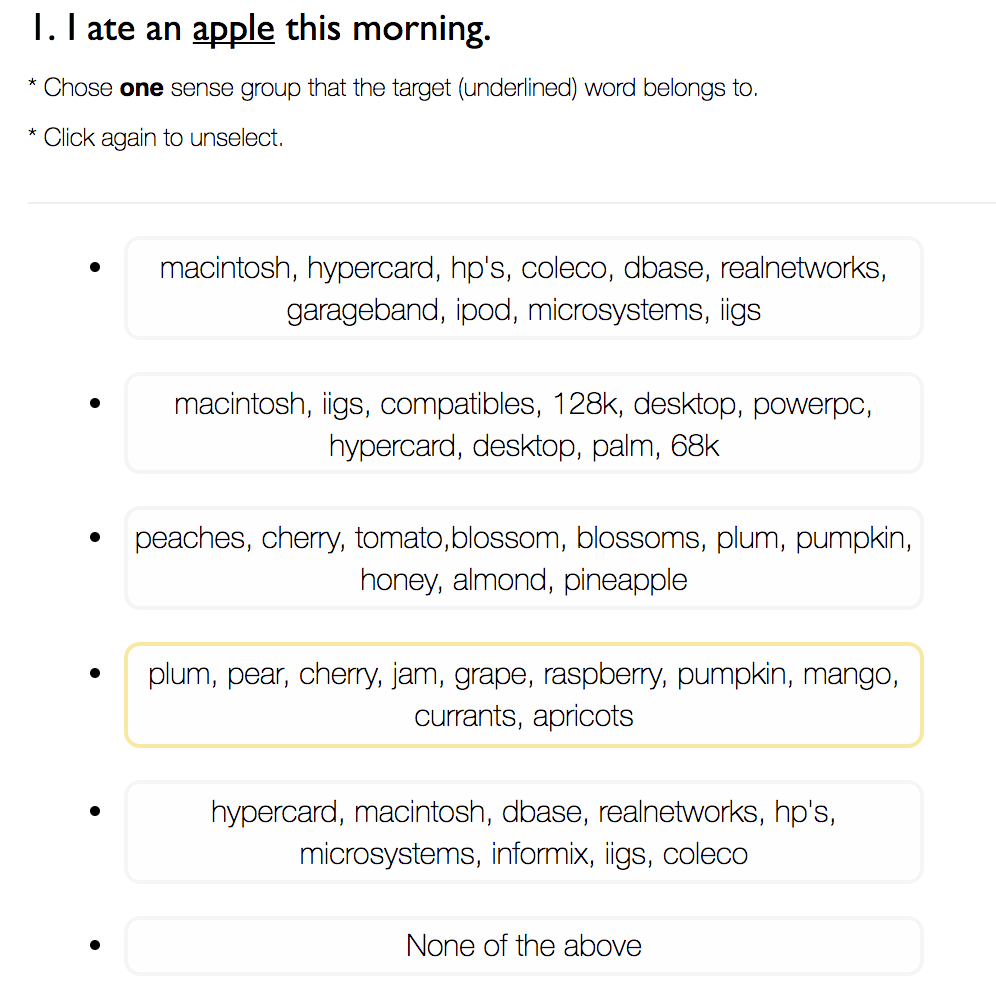 1. I ate an apple this morning.
* Chose one sense group that the target (underlined) word belongs to.
* Click again to unselect.
macintosh, hypercard, hp's, coleco, dbase, realnetworks,
garageband, ipod, microsystems, iigs
macintosh, iigs, compatibles, 128k, desktop, powerpc,
hypercard, desktop, palm, 68k
peaches, cherry, tomato,blossom, blossoms, plum, pumpkin,
honey, almond, pineapple
plum, pear, cherry, jam, grape, raspberry, pumpkin, mango,
currants, apricots
hypercard, macintosh, dbase, realnetworks, hp's,
microsystems, informix, iigs, coleco
None of the above